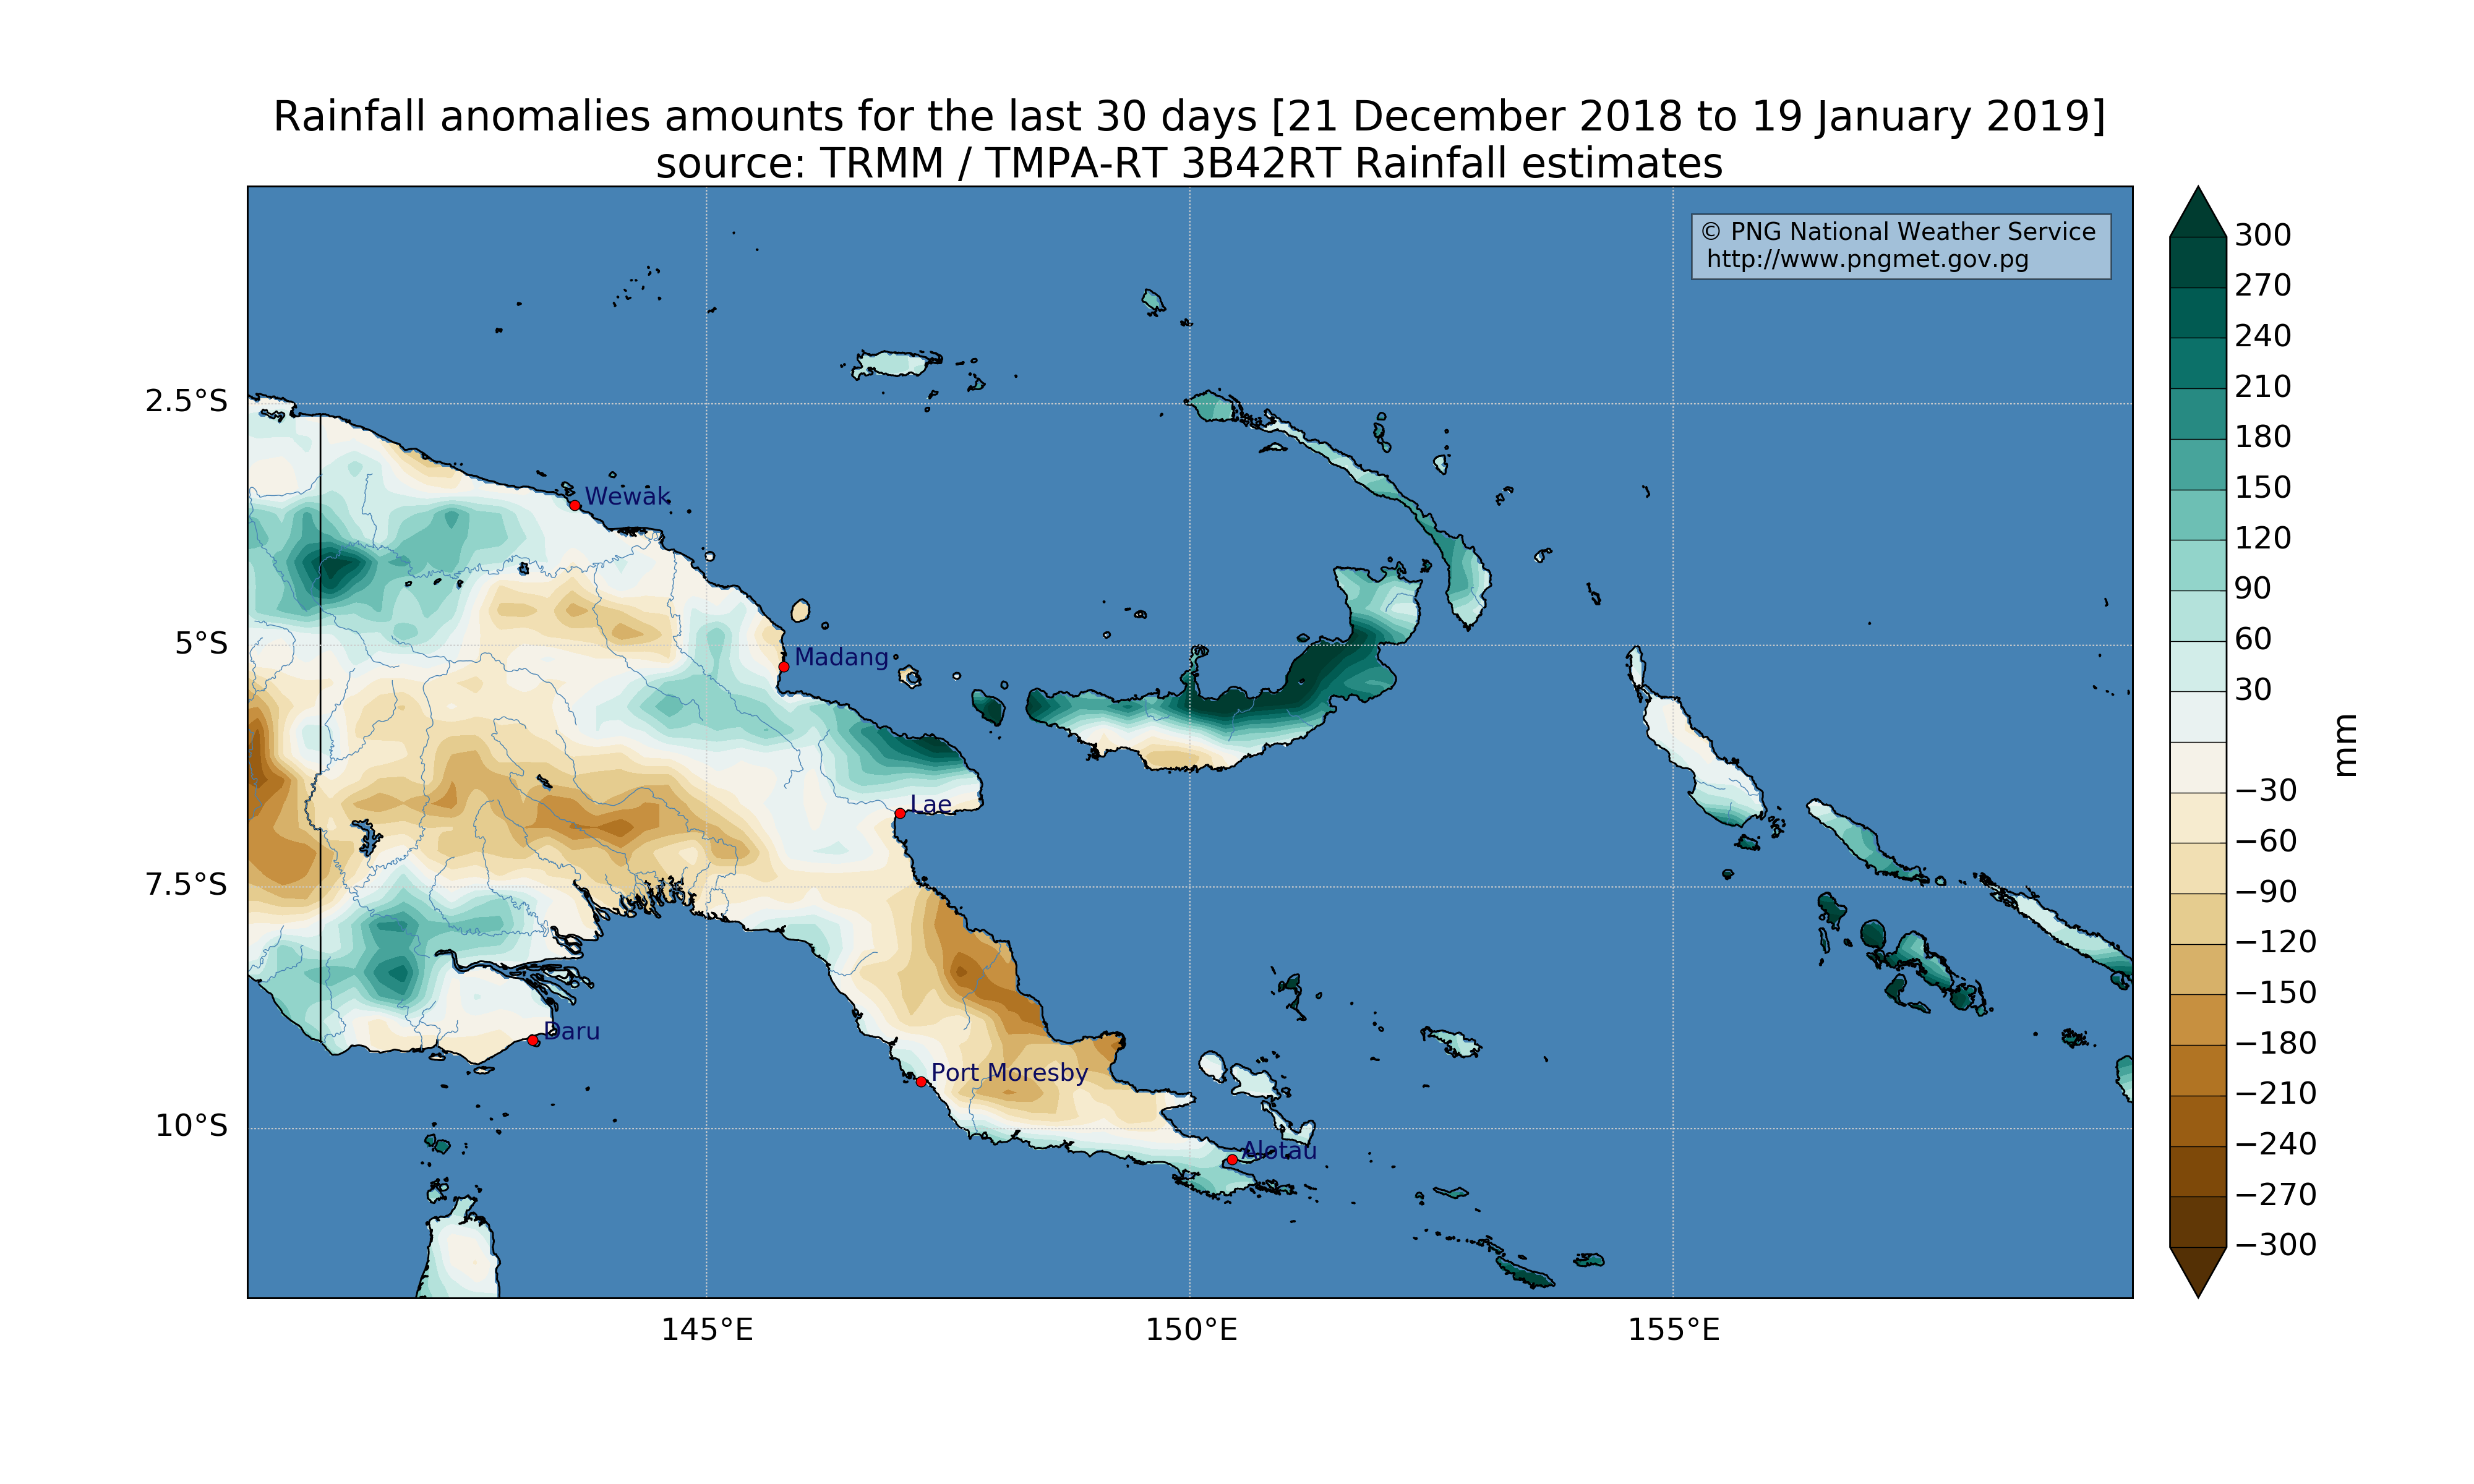 Rainfall anomalies amounts for the last 30 days [21 December 2018 to 19 January 2019]
source: TRMM / TMPA-RT 3B42RT Rainfall estimates
© PNG National Weather Service
http://www.pngmet.gov.pg
2.5°S
5°S
7.5°S
10°S
Wewak
Madang
Lae
Daru
Port Moresby
Alotau
145°E
150°E
155°E
300
270
240
210
180
150
120
90
60
30
−30
−60
−90
−120
−150
−180
−210
−240
−270
−300
mm